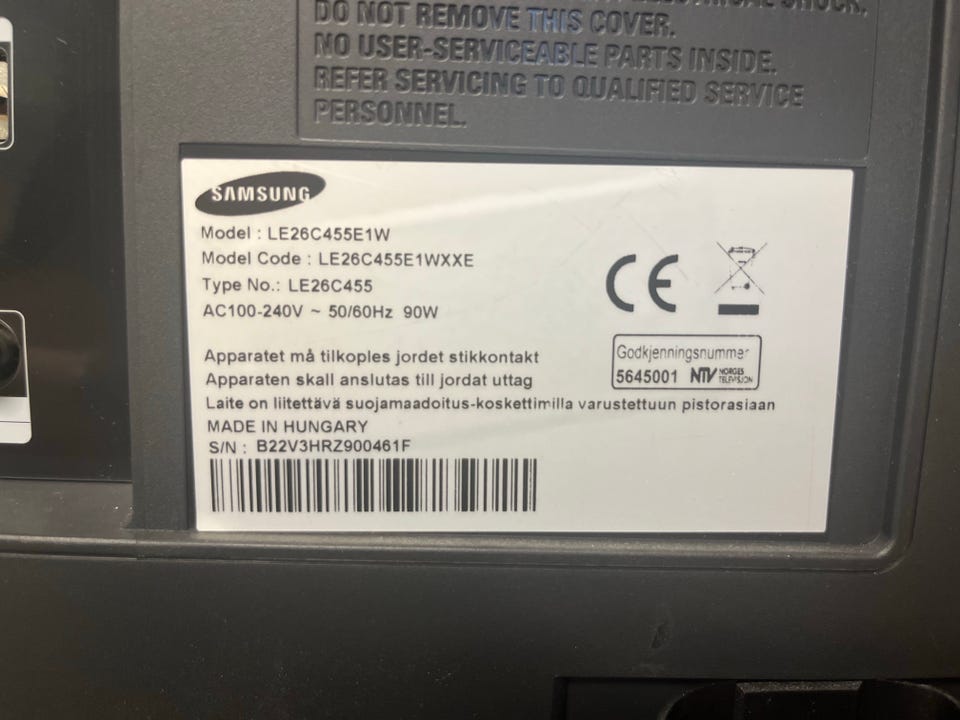 DO NOT REMOVE THIS COVER.
NO USER-SERVICEABLE PARTS INSIDE.
REFER SERVICING TO QUALIFIED SERVICE
PERSONNEL.
SAMSUNG
Model : LE26C455E1W
Model Code : LE26C455E1WXXE
Type No.: LE26C455
AC100-240V ~ 50/60Hz 90W
CE
Godkjenningsnummer
5645001 NTV NORGES
TELEVISJON
Apparatet må tilkoples jordet stikkontakt
Apparaten skall anslutas till jordat uttag
Laite on liitettävä suojamaadoitus-koskettimilla varustettuun pistorasiaan
MADE IN HUNGARY
S/N : B22V3HRZ900461F